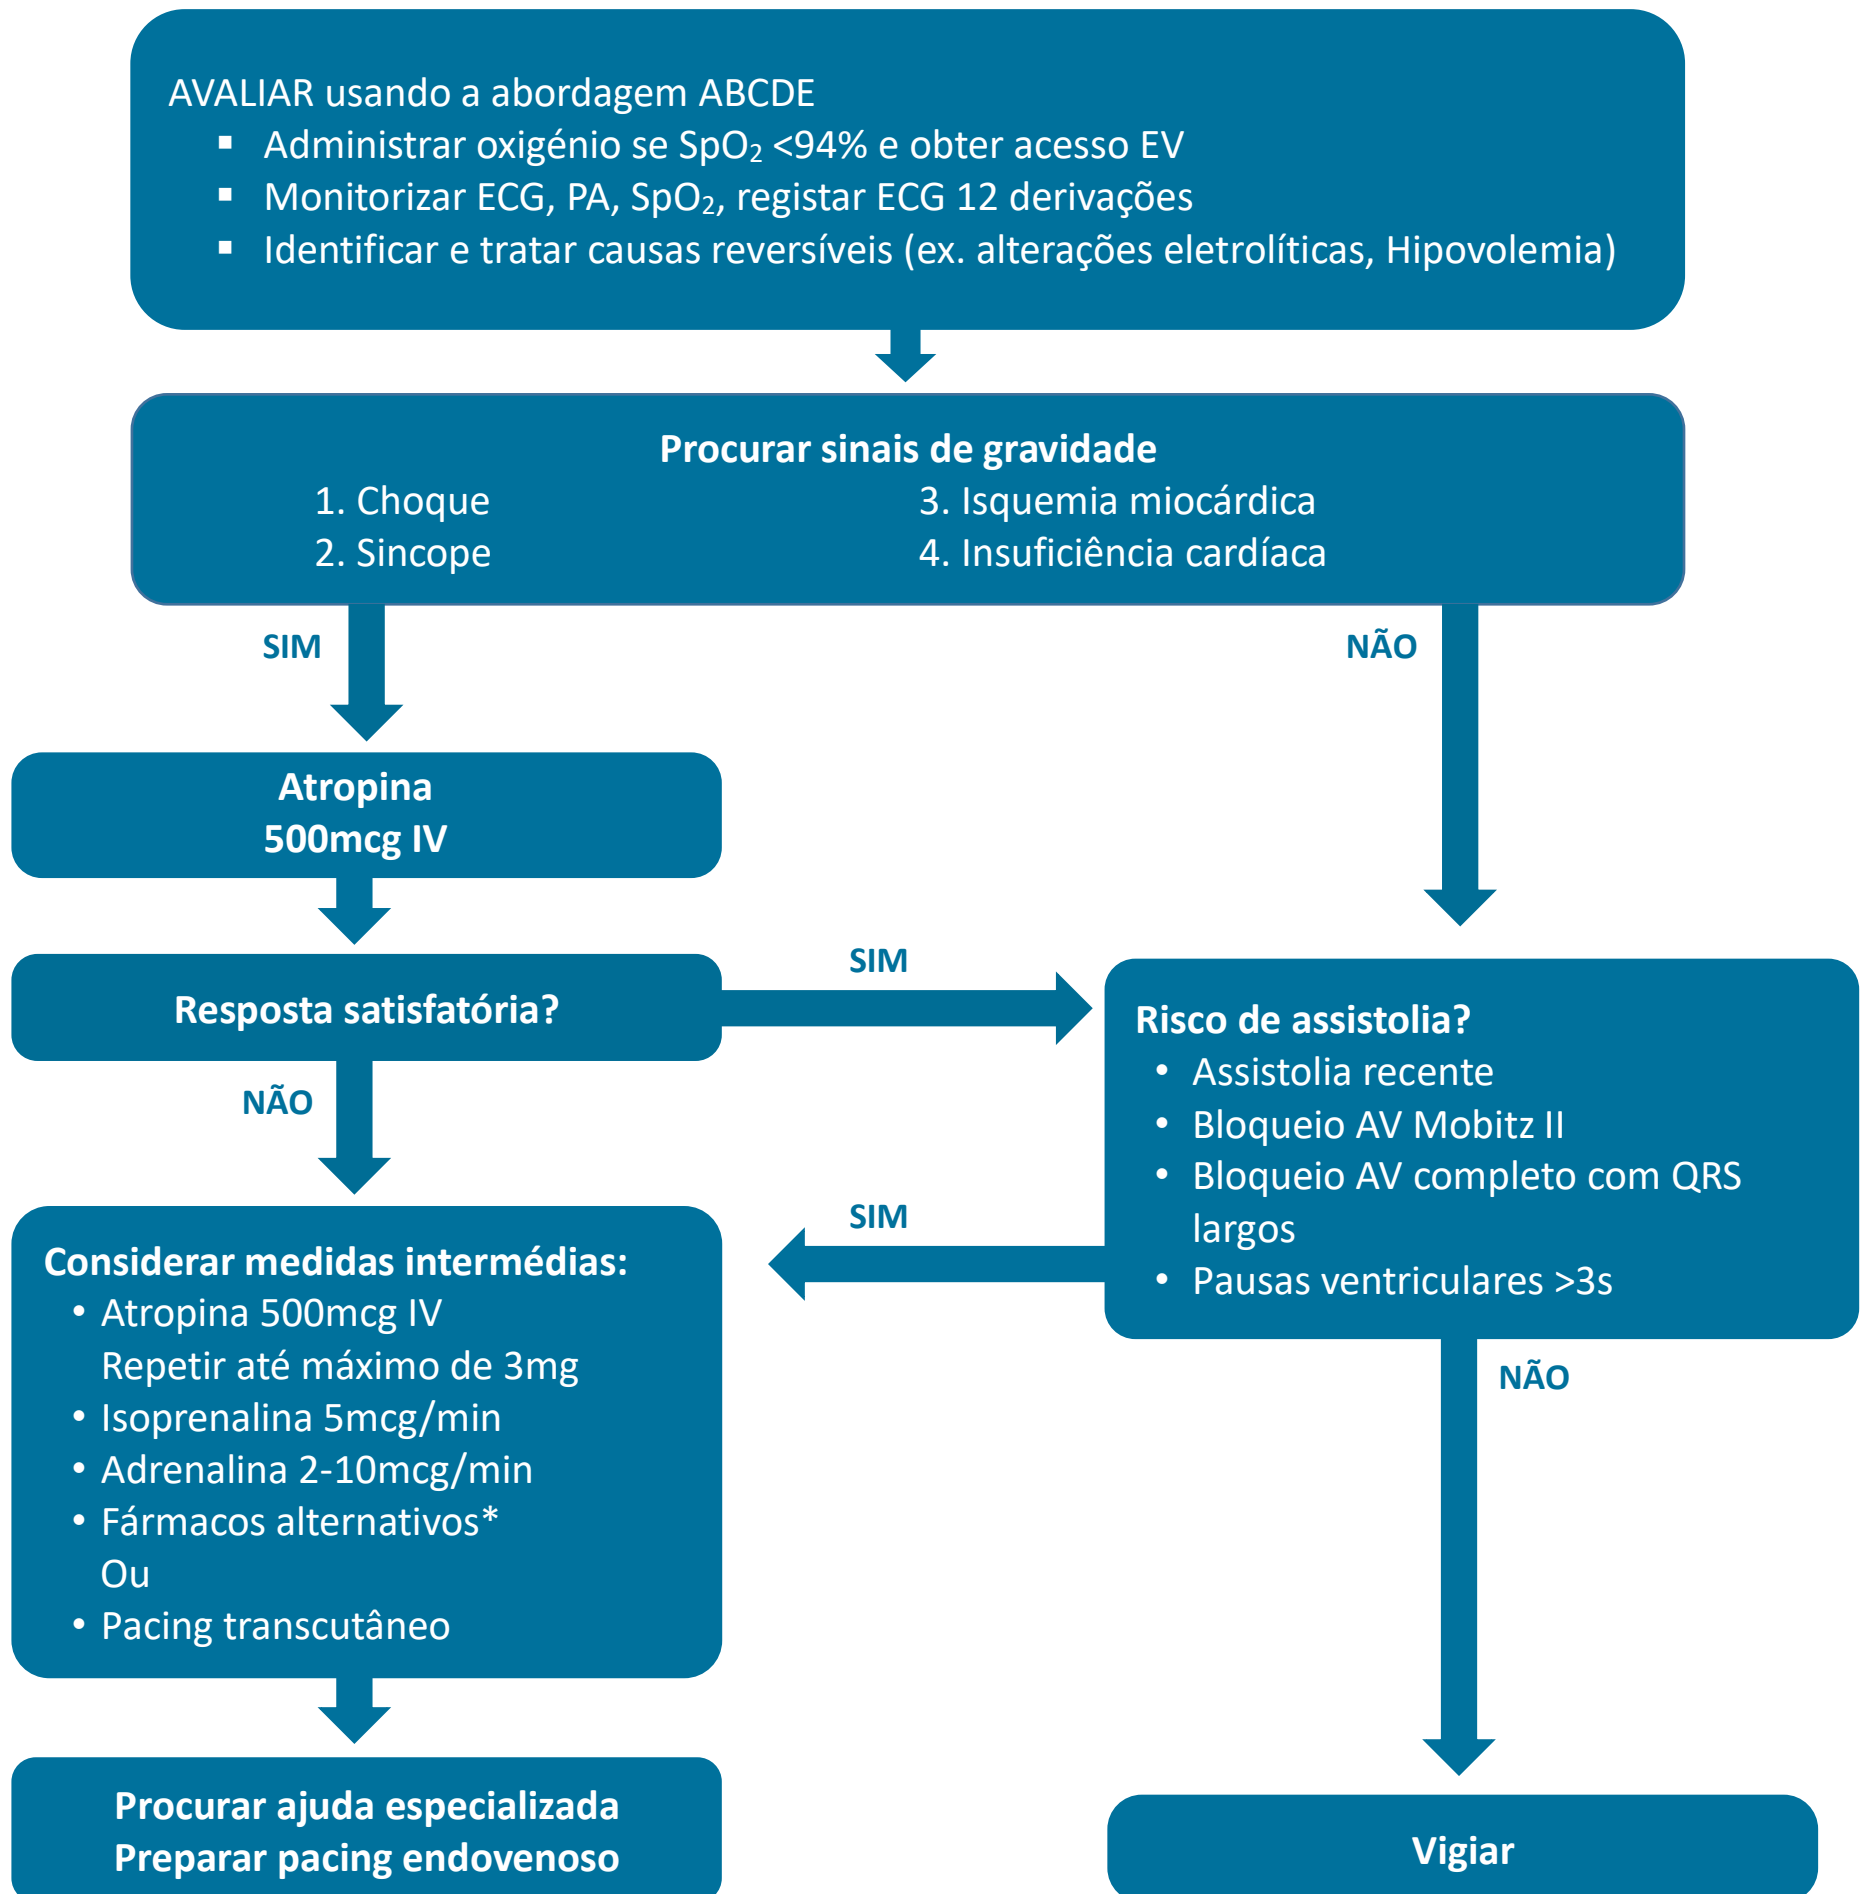 AVALIAR usando a abordagem ABCDE
▪ Administrar oxigénio se SpO₂ <94% e obter acesso EV
▪ Monitorizar ECG, PA, SpO₂, registar ECG 12 derivações
▪ Identificar e tratar causas reversíveis (ex. alterações eletrolíticas, Hipovolemia)
Procurar sinais de gravidade
1. Choque
2. Sincope
3. Isquemia miocárdica
4. Insuficiência cardíaca
SIM
NÃO
Atropina
500mcg IV
Resposta satisfatória?
SIM
NÃO
Risco de assistolia?
• Assistolia recente
• Bloqueio AV Mobitz II
• Bloqueio AV completo com QRS
largos
• Pausas ventriculares >3s
SIM
NÃO
Considerar medidas intermédias:
• Atropina 500mcg IV
Repetir até máximo de 3mg
• Isoprenalina 5mcg/min
• Adrenalina 2-10mcg/min
• Fármacos alternativos*
Ou
• Pacing transcutâneo
Procurar ajuda especializada
Preparar pacing endovenoso
Vigiar